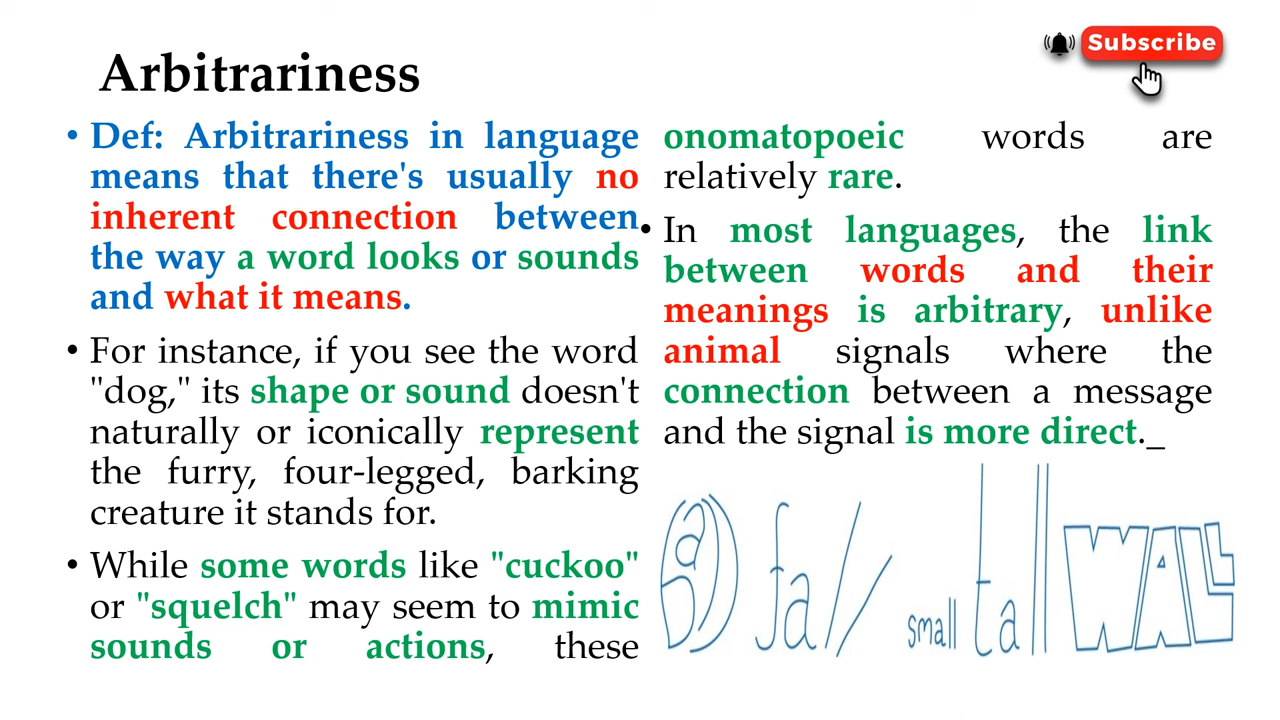 Arbitrariness
Subscribe
• Def: Arbitrariness in language
means that there's usually no
inherent connection between
the way a word looks or sounds
and what it means.
• For instance, if you see the word
"dog," its shape or sound doesn't
naturally or iconically represent
the furry, four-legged, barking
creature it stands for.
• While some words like "cuckoo"
or "squelch" may seem to mimic
sounds or actions, these
onomatopoeic words are
relatively rare.
• In most languages, the link
between words and their
meanings is arbitrary, unlike
animal signals where the
connection between a message
and the signal is more direct._
ball fall small tall WALL